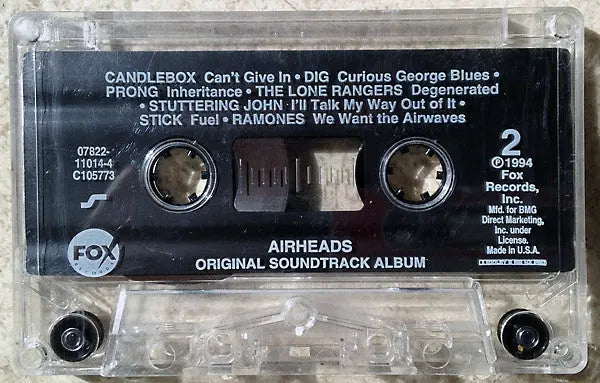 CANDLEBOX Can't Give In • DIG Curious George Blues •
PRONG Inheritance • THE LONE RANGERS Degenerated
• STUTTERING JOHN I'll Talk My Way Out of It •
STICK Fuel • RAMONES We Want the Airwaves
07822-
11014-4
C105773
2
℗1994
Fox
Records,
Inc.
Mfd. for BMG
Direct Marketing,
Inc. under
License.
Made in U.S.A.
FOX
AIRHEADS
ORIGINAL SOUNDTRACK ALBUM